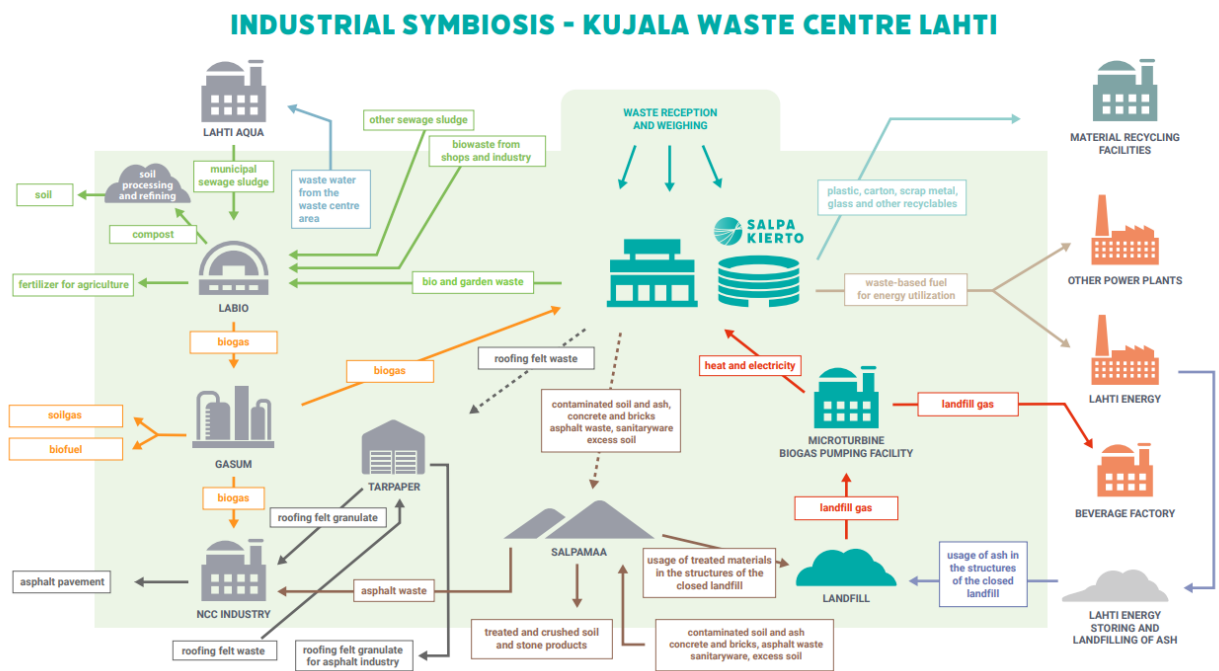 INDUSTRIAL SYMBIOSIS - KUJALA WASTE CENTRE LAHTI
LAHTI AQUA
other sewage sludge
biowaste from
shops and industry
WASTE RECEPTION
AND WEIGHING
MATERIAL RECYCLING
FACILITIES
soil
soil
processing
and refining
municipal
sewage sludge
waste water
from the
waste centre
area
plastic, carton, scrap metal,
glass and other recyclables
compost
SALPA
KIERTO
fertilizer for agriculture
LABIO
bio and garden waste
waste-based fuel
for energy utilization
OTHER POWER PLANTS
biogas
biogas
roofing felt waste
heat and electricity
LAHTI ENERGY
soilgas
biofuel
GASUM
TARPAPER
contaminated soil and ash,
concrete and bricks
asphalt waste, sanitaryware
excess soil
MICROTURBINE
BIOGAS PUMPING FACILITY
landfill gas
biogas
roofing felt granulate
landfill gas
BEVERAGE FACTORY
SALPAMAA
usage of treated materials
in the structures of the
closed landfill
usage of ash in
the structures
of the closed
landfill
asphalt pavement
NCC INDUSTRY
asphalt waste
LANDFILL
LAHTI ENERGY
STORING AND
LANDFILLING OF ASH
roofing felt waste
roofing felt granulate
for asphalt industry
treated and crushed soil
and stone products
contaminated soil and ash
concrete and bricks, asphalt waste
sanitaryware, excess soil